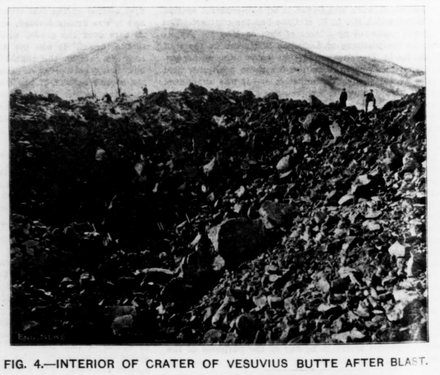 FIG. 4.—INTERIOR OF CRATER OF VESUVIUS BUTTE AFTER BLAST.